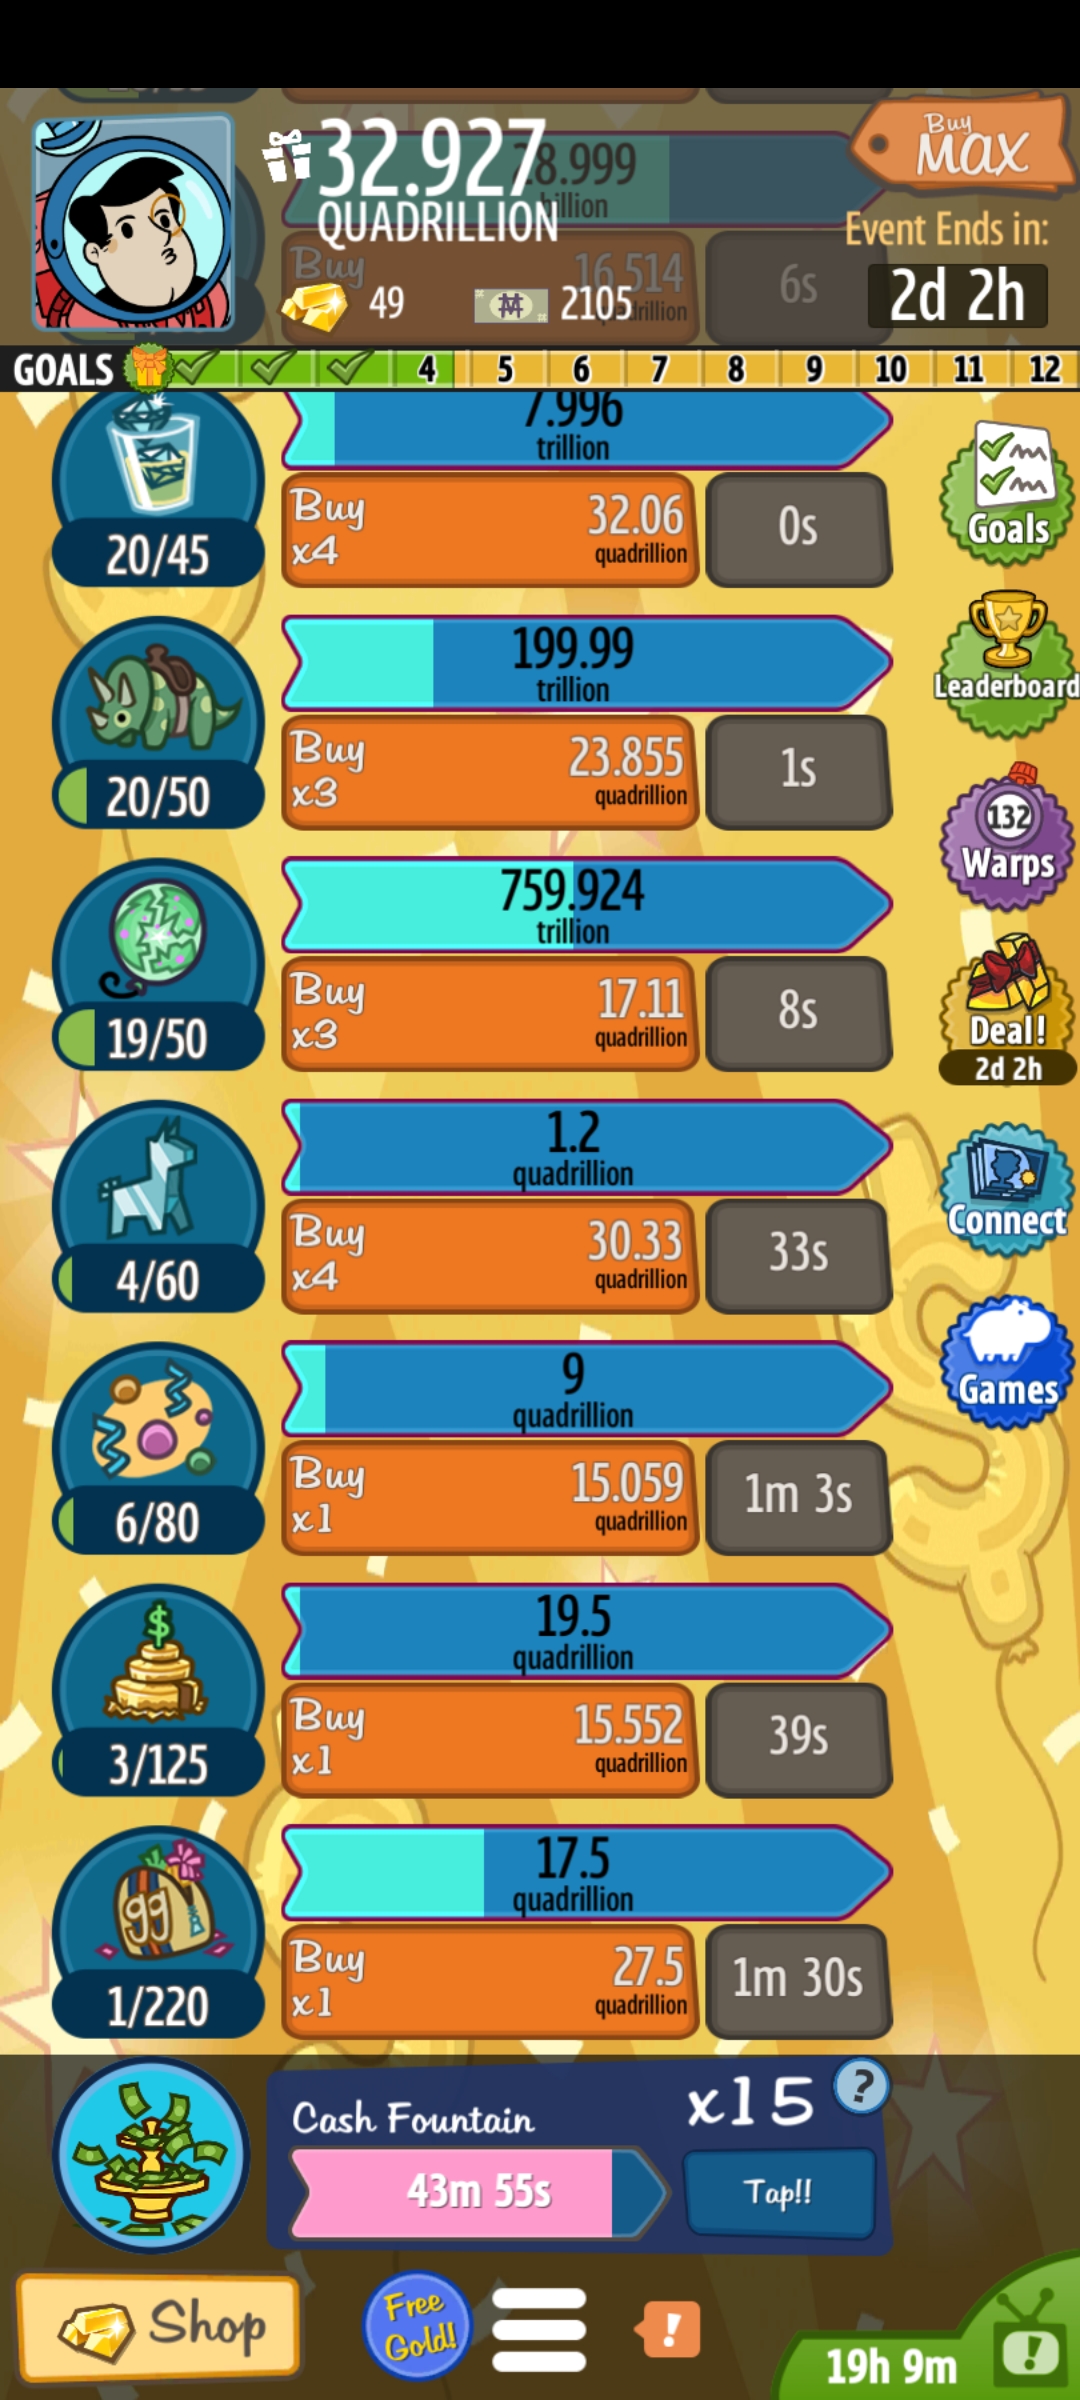 32.927
QUADRILLION
28.999
Buy
MAX
Event Ends in:
2d 2h
Buy
16.514
6s
49
2105
GOALS 4 5 6 7 8 9 10 11 12
7.996
trillion
20/45
Buy
x4
32.06
quadrillion
0s
Goals
199.99
trillion
20/50
Buy
x3
23.855
quadrillion
1s
Leaderboard
759.924
trillion
19/50
Buy
x3
17.11
quadrillion
8s
132
Warps
Deal!
2d 2h
1.2
quadrillion
4/60
Buy
x4
30.33
quadrillion
33s
Connect
9
quadrillion
6/80
Buy
x1
15.059
quadrillion
1m 3s
Games
$
19.5
quadrillion
3/125
Buy
x1
15.552
quadrillion
39s
99
17.5
quadrillion
1/220
Buy
x1
27.5
quadrillion
1m 30s
Cash Fountain
x15
?
43m 55s
Tap!!
Shop
Free
Gold!
!
19h 9m
!